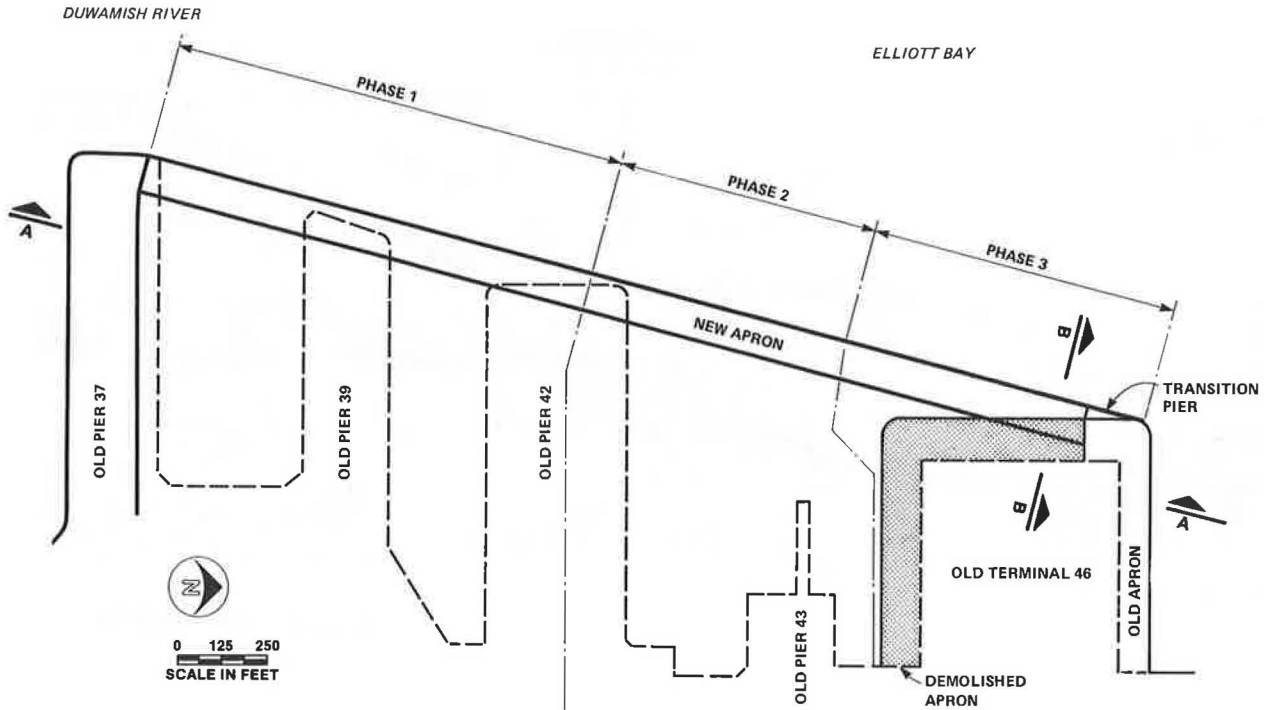 DUWAMISH RIVER
ELLIOTT BAY
PHASE 1
PHASE 2
PHASE 3
A
B
NEW APRON
TRANSITION
PIER
OLD PIER 37
OLD PIER 39
OLD PIER 42
B
A
OLD TERMINAL 46
OLD APRON
N
OLD PIER 43
0 125 250
SCALE IN FEET
DEMOLISHED
APRON